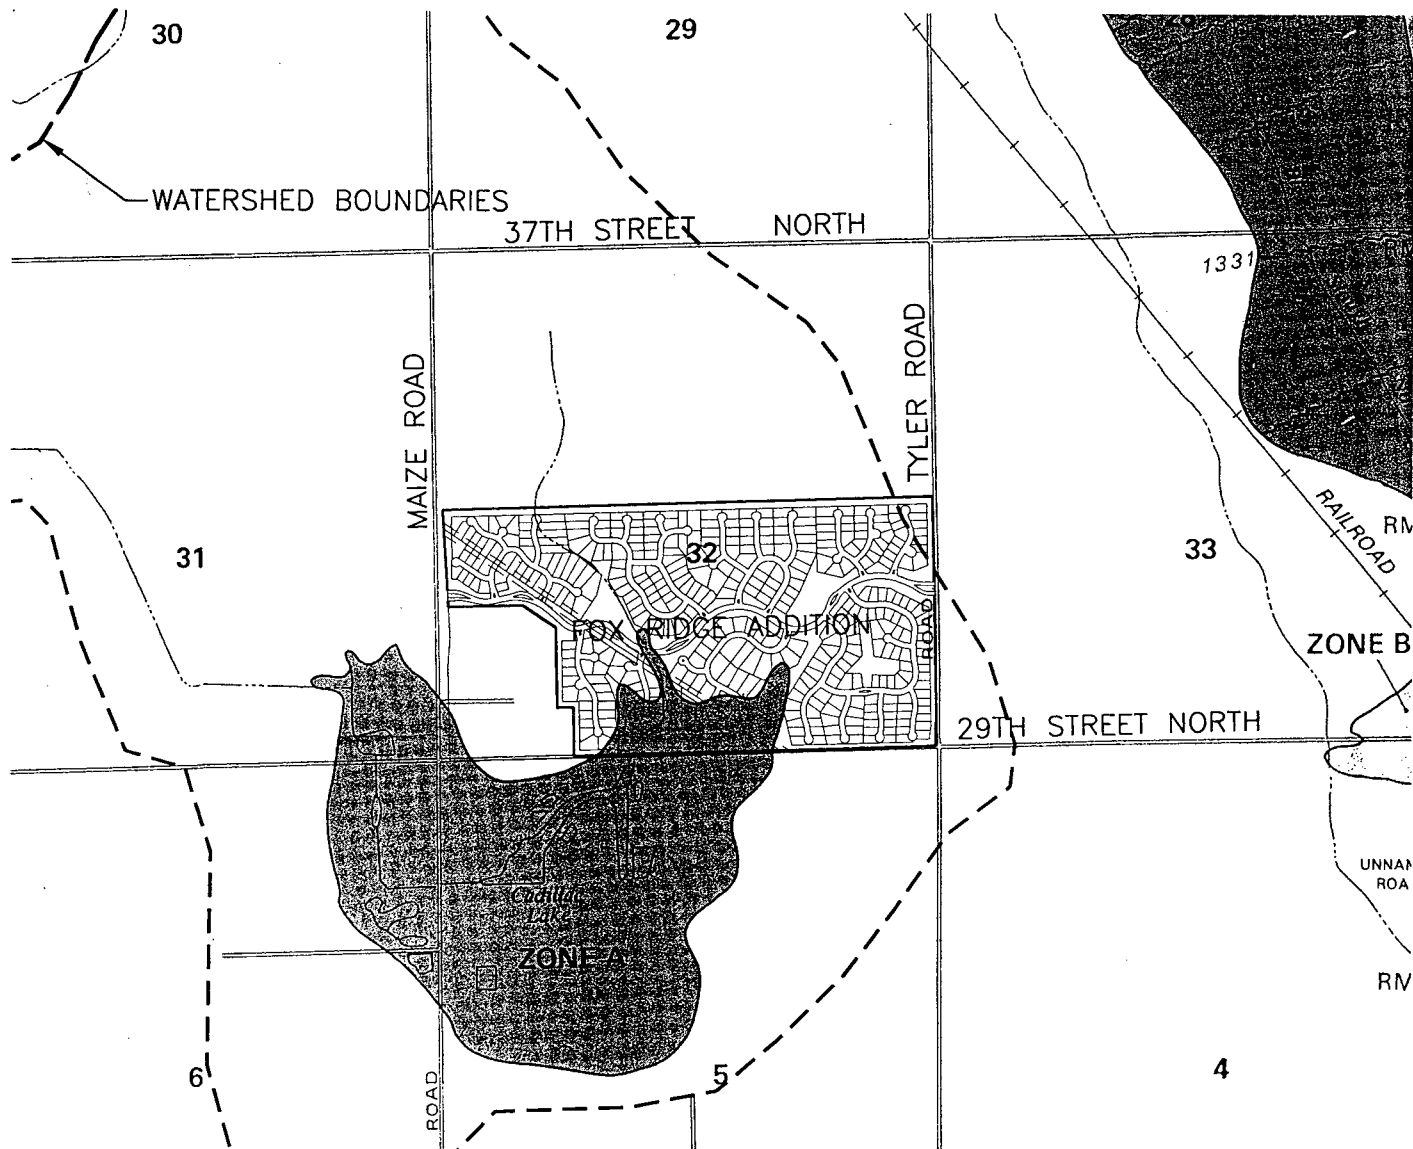 30
29
28
WATERSHED BOUNDARIES
37TH STREET NORTH
1331
RM
MAIZE ROAD
TYLER ROAD
31
32
33
RAILROAD
RM
FOX RIDGE ADDITION
ROAD
ZONE B
29TH STREET NORTH
Cadillac
Lake
UNNAM
ROA
ZONE A
RM
6
5
4
ROAD